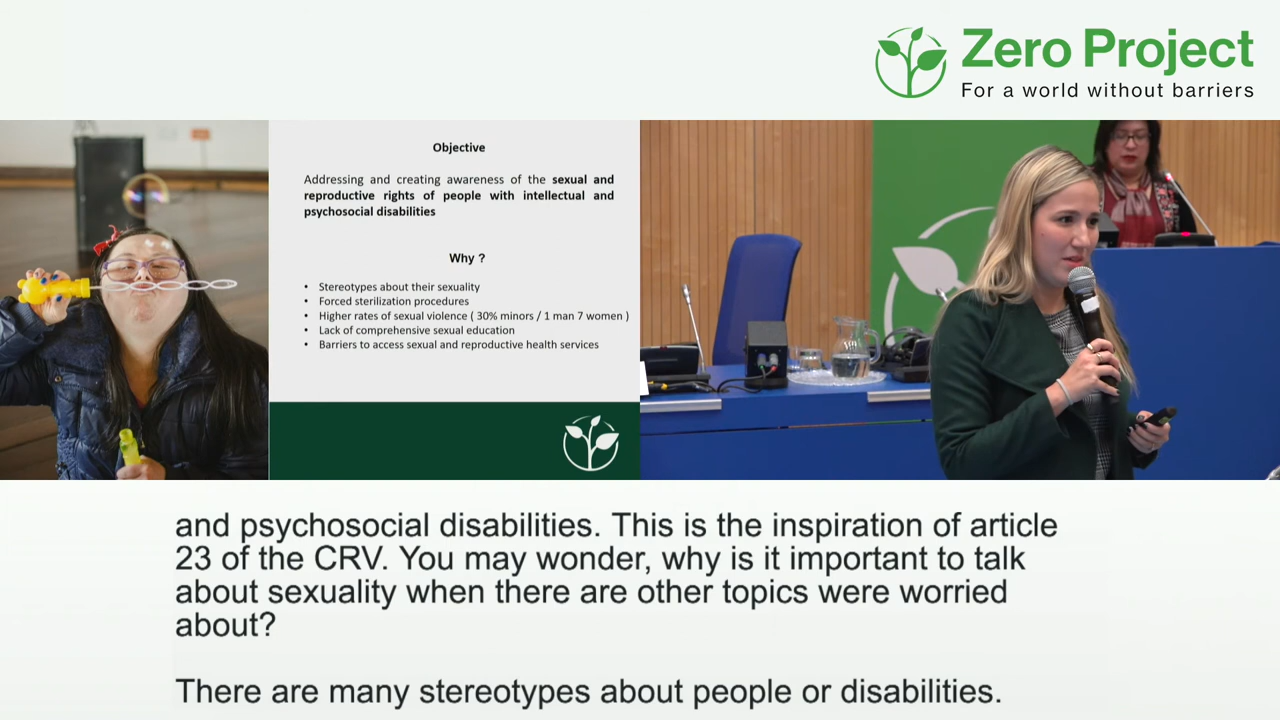 Zero Project
For a world without barriers
Objective
Addressing and creating awareness of the sexual and
reproductive rights of people with intellectual and
psychosocial disabilities
Why ?
• Stereotypes about their sexuality
• Forced sterilization procedures
• Higher rates of sexual violence ( 30% minors / 1 man 7 women )
• Lack of comprehensive sexual education
• Barriers to access sexual and reproductive health services
and psychosocial disabilities. This is the inspiration of article
23 of the CRV. You may wonder, why is it important to talk
about sexuality when there are other topics were worried
about?
There are many stereotypes about people or disabilities.